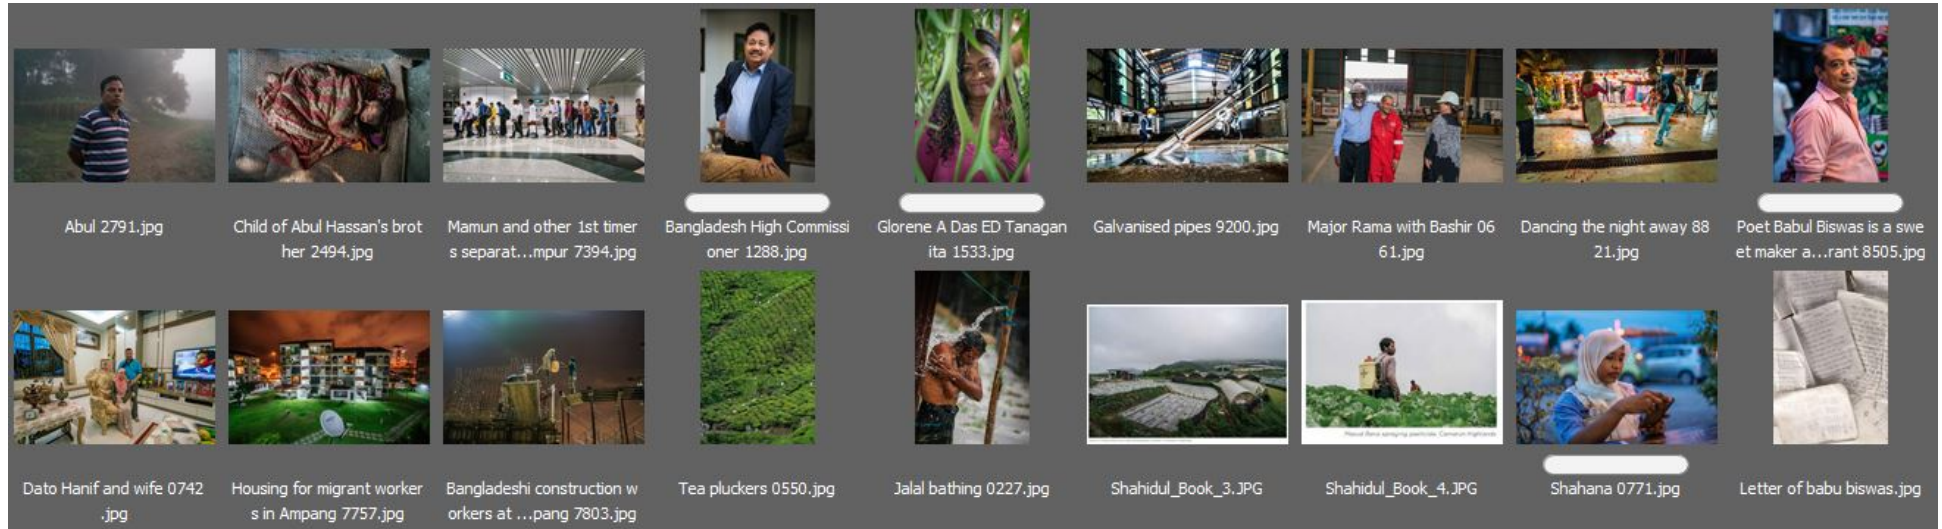 Abul 2791.jpg
Child of Abul Hassan's brot
her 2494.jpg
Mamun and other 1st timer
s separat...mpur 7394.jpg
Bangladesh High Commissi
oner 1288.jpg
Glorene A Das ED Tanagan
ita 1533.jpg
Galvanised pipes 9200.jpg
Major Rama with Bashir 06
61.jpg
Dancing the night away 88
21.jpg
Poet Babul Biswas is a swe
et maker a...rant 8505.jpg
Dato Hanif and wife 0742
.jpg
Housing for migrant worker
s in Ampang 7757.jpg
Bangladeshi construction w
orkers at ...pang 7803.jpg
Tea pluckers 0550.jpg
Jalal bathing 0227.jpg
Shahidul_Book_3.JPG
spraying pesticide. Cameron Highlands
Shahidul_Book_4.JPG
Shahana 0771.jpg
Letter of babu biswas.jpg